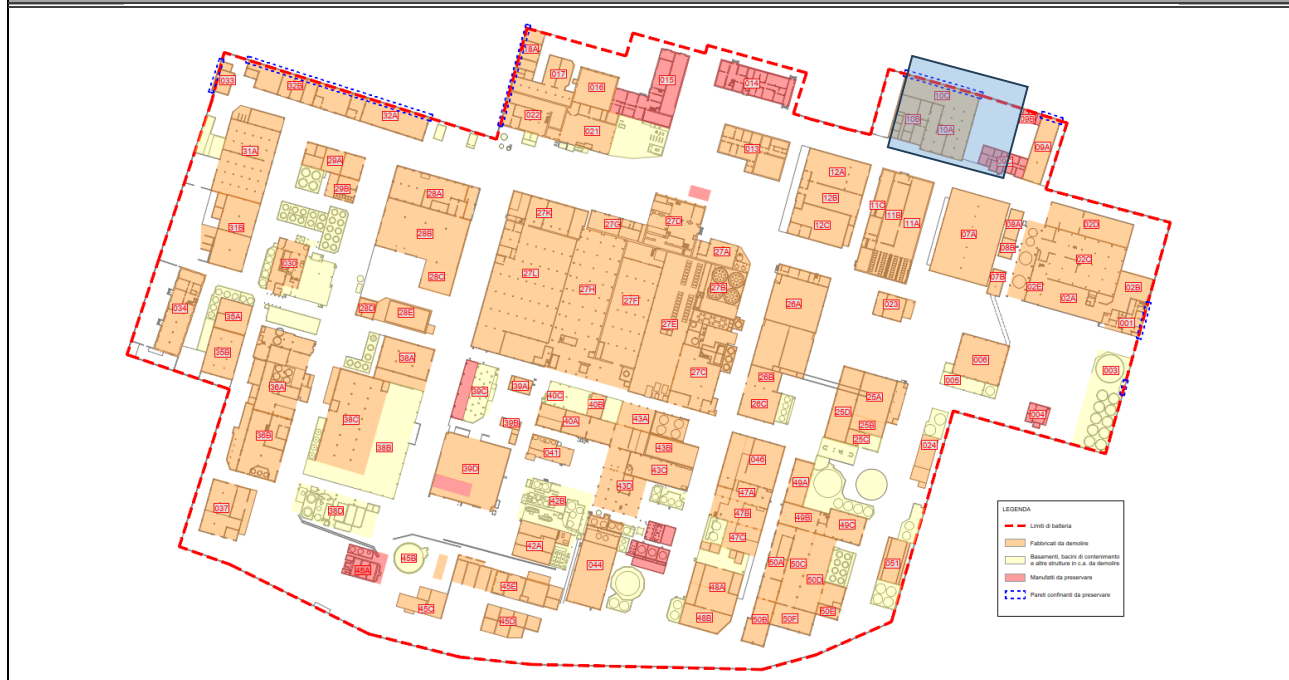 18A
033
32B
017
015
016
014
10C
32A
022
021
10B
10A
09B
013
09A
31A
29A
12A
29B
28A
12B
11C
11B
11A
27K
27G
27D
12C
07A
08A
02D
31B
28B
27A
08B
02C
030
28C
27L
27H
27F
27B
07B
02E
02A
02B
034
28D
28E
26A
023
001
35A
27E
35B
38A
006
36A
39C
39A
27C
26B
005
003
40C
40B
26C
25A
38C
39B
40A
43A
25D
25B
004
36B
38B
041
43B
25C
024
39D
43C
046
43D
49A
47A
037
38D
42B
47B
49B
49C
42A
47C
45A
45B
044
50A
50C
051
45E
48A
50D
45C
48B
50B
50F
50E
45D
LEGENDA
Limiti di batteria
Fabbricati da demolire
Basamenti, bacini di contenimento
e altre strutture in c.a. da demolire
Manufatti da preservare
Pareti confinanti da preservare